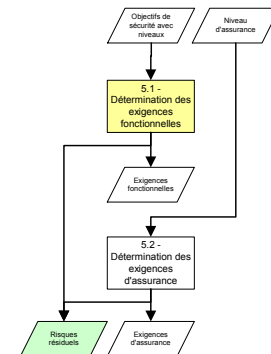 Objectifs de
sécurité avec
niveaux
Niveau
d'assurance
5.1 -
Détermination des
exigences
fonctionnelles
Exigences
fonctionnelles
5.2 -
Détermination des
exigences
d'assurance
Risques
résiduels
Exigences
d'assurance